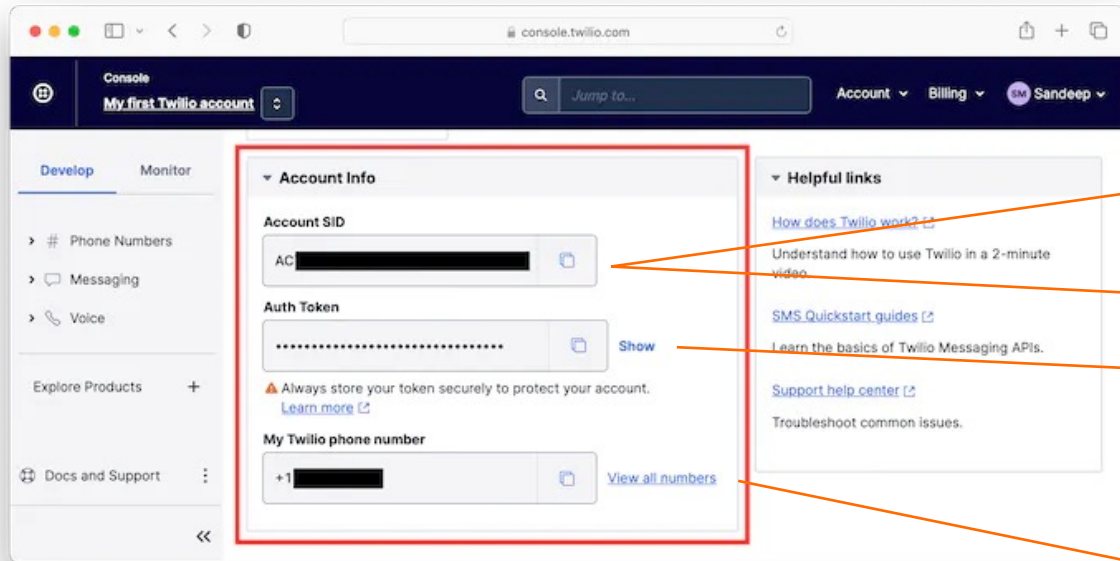 console.twilio.com
Console
My first Twilio account
Jump to...
Account
Billing
SM Sandeep
Develop
Monitor
# Phone Numbers
Messaging
Voice
Explore Products +
Docs and Support
Account Info
Account SID
AC
Auth Token
••••••••••••••••••••••••••••••••
Show
Always store your token securely to protect your account.
Learn more
My Twilio phone number
+1
View all numbers
Helpful links
How does Twilio work?
Understand how to use Twilio in a 2-minute
video.
SMS Quickstart guides
Learn the basics of Twilio Messaging APIs.
Support help center
Troubleshoot common issues.